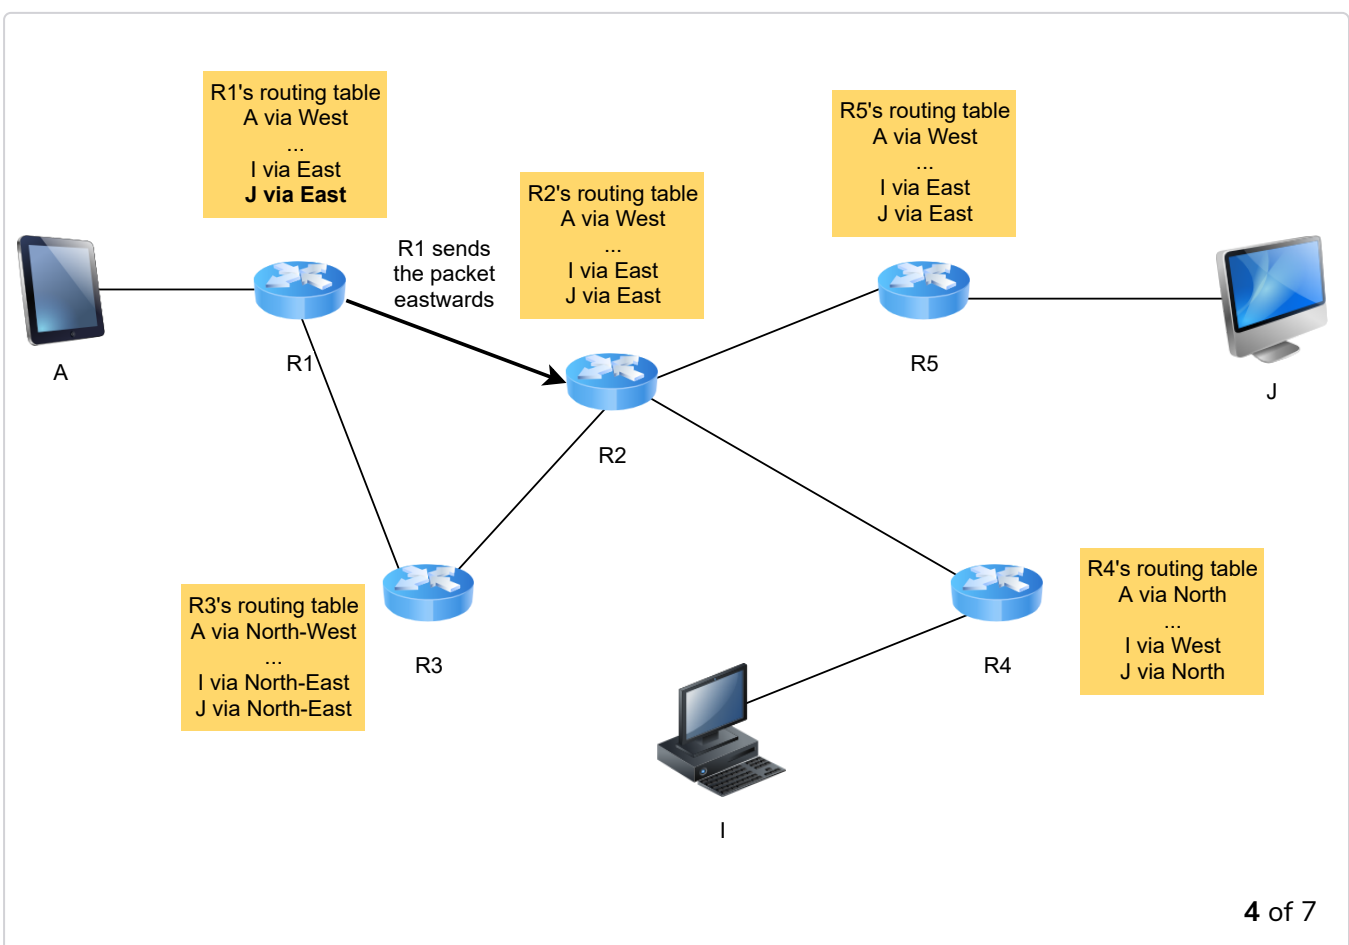 R1's routing table
A via West
...
I via East
J via East
R5's routing table
A via West
...
I via East
J via East
R2's routing table
A via West
...
I via East
J via East
R1 sends
the packet
eastwards
A
R1
R5
J
R2
R3's routing table
A via North-West
...
I via North-East
J via North-East
R3
R4
R4's routing table
A via North
...
I via West
J via North
I
4 of 7